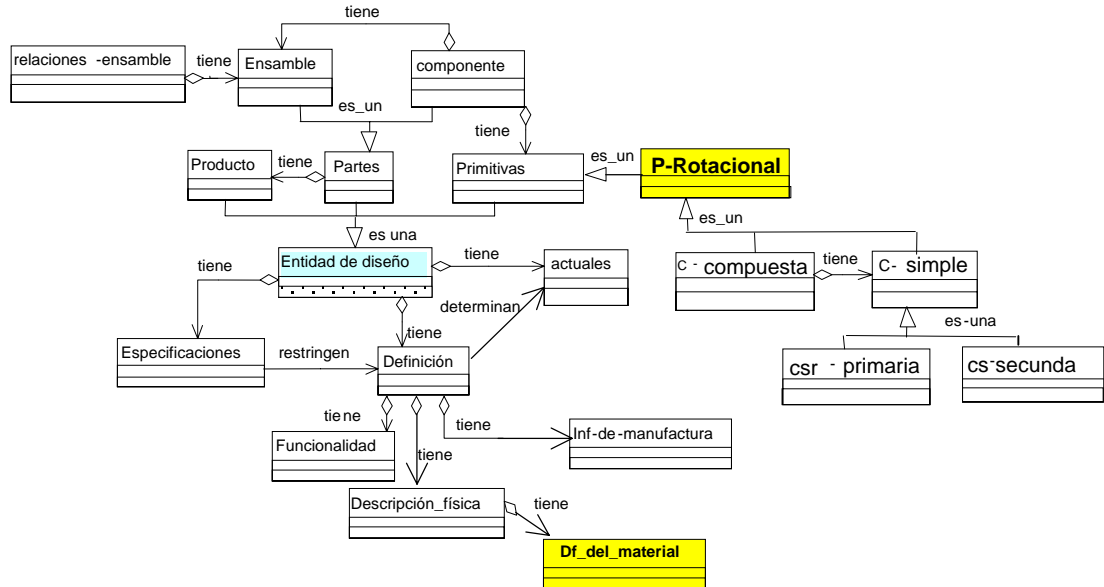 tiene
relaciones -ensamble
tiene
Ensamble
componente
es_un
tiene
Producto
tiene
Partes
Primitivas
es_un
P-Rotacional
es_un
es una
tiene
Entidad de diseño
tiene
actuales
C - compuesta
tiene
C- simple
determinan
tiene
es-una
Especificaciones
restringen
Definición
csr - primaria
cs-secunda
tiene
tiene
Inf-de-manufactura
Funcionalidad
tiene
Descripción_física
tiene
Df_del_material